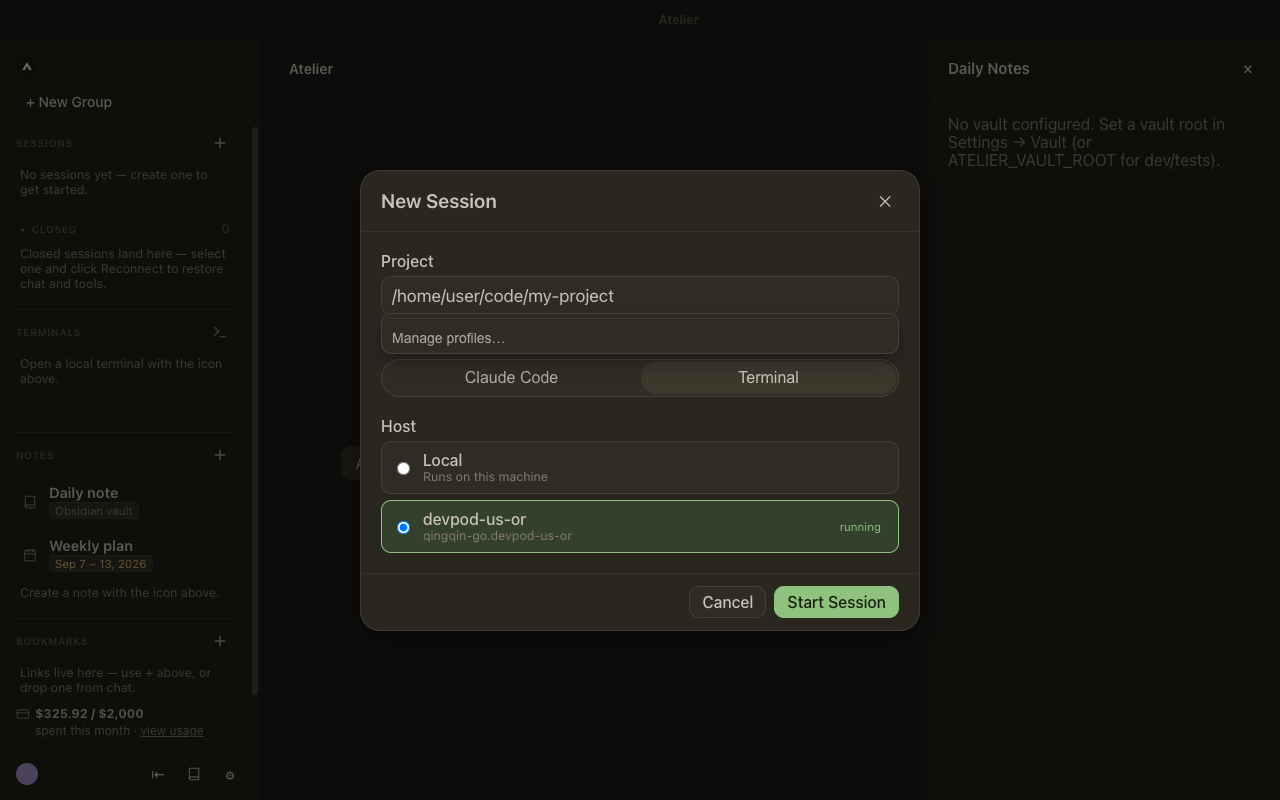 Atelier
+ New Group
SESSIONS
No sessions yet — create one to
get started.
CLOSED
0
Closed sessions land here — select
one and click Reconnect to restore
chat and tools.
TERMINALS
Open a local terminal with the icon
above.
NOTES
Daily note
Obsidian vault
Weekly plan
Sep 7 – 13, 2026
Create a note with the icon above.
BOOKMARKS
Links live here — use + above, or
drop one from chat.
$325.92 / $2,000
spent this month · view usage
Atelier
New Session
Project
/home/user/code/my-project
Manage profiles…
Claude Code
Terminal
Host
Local
Runs on this machine
devpod-us-or
qingqin-go.devpod-us-or
running
Cancel
Start Session
Daily Notes
No vault configured. Set a vault root in
Settings → Vault (or
ATELIER_VAULT_ROOT for dev/tests).